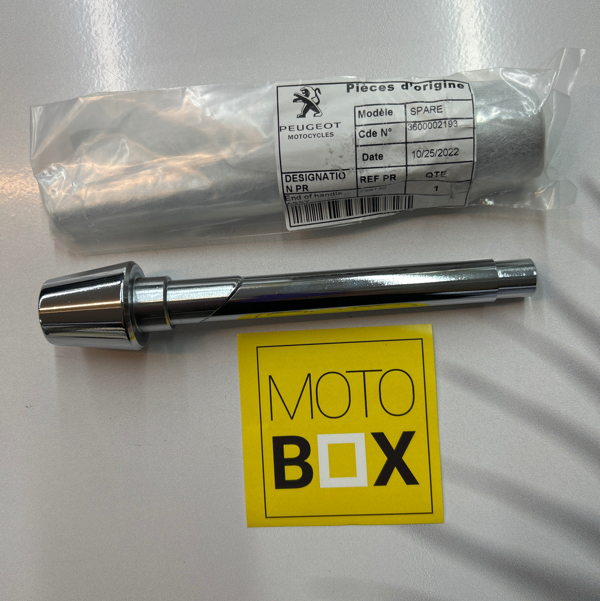 Pièces d'origine
PEUGEOT
MOTOCYCLES
Modèle SPARE
Cde N° 3600002193
Date 10/25/2022
DESIGNATIO
N PR
REF PR
QTE
End of handle
1
MOTO
BOX